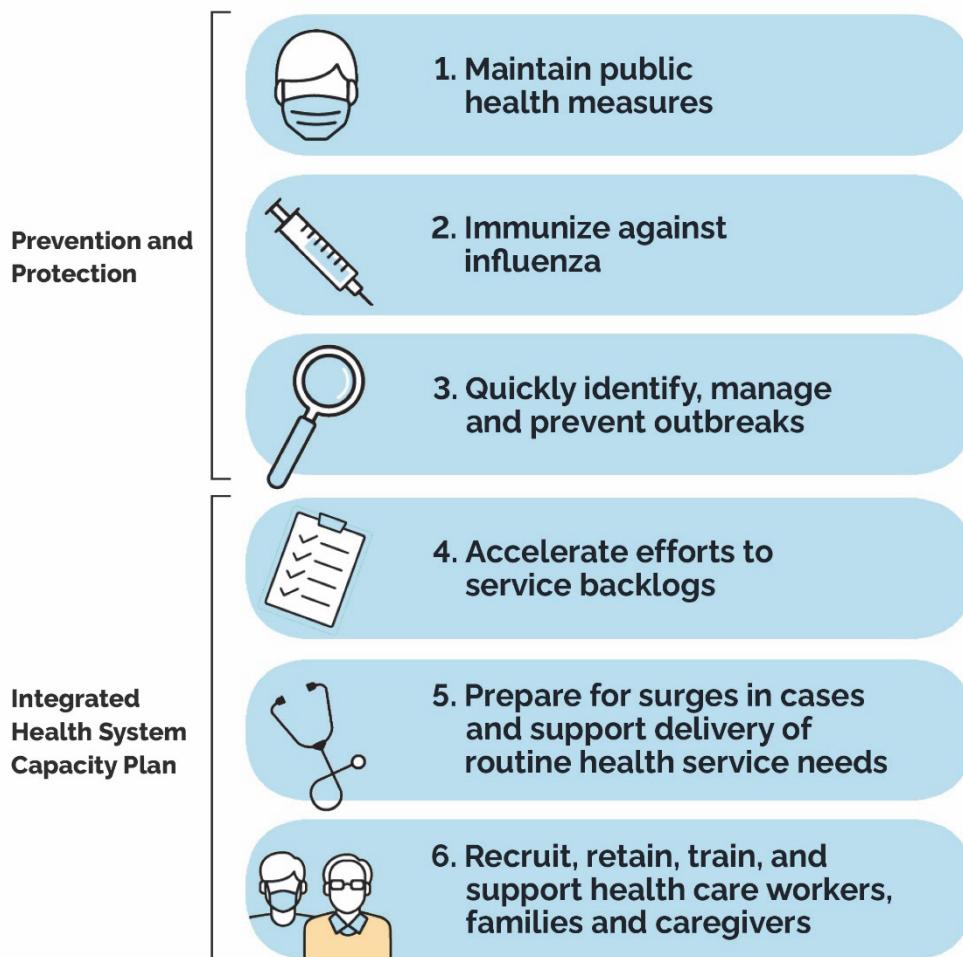 Prevention and
Protection
1. Maintain public
health measures
2. Immunize against
influenza
3. Quickly identify, manage
and prevent outbreaks
Integrated
Health System
Capacity Plan
4. Accelerate efforts to
service backlogs
5. Prepare for surges in cases
and support delivery of
routine health service needs
6. Recruit, retain, train, and
support health care workers,
families and caregivers